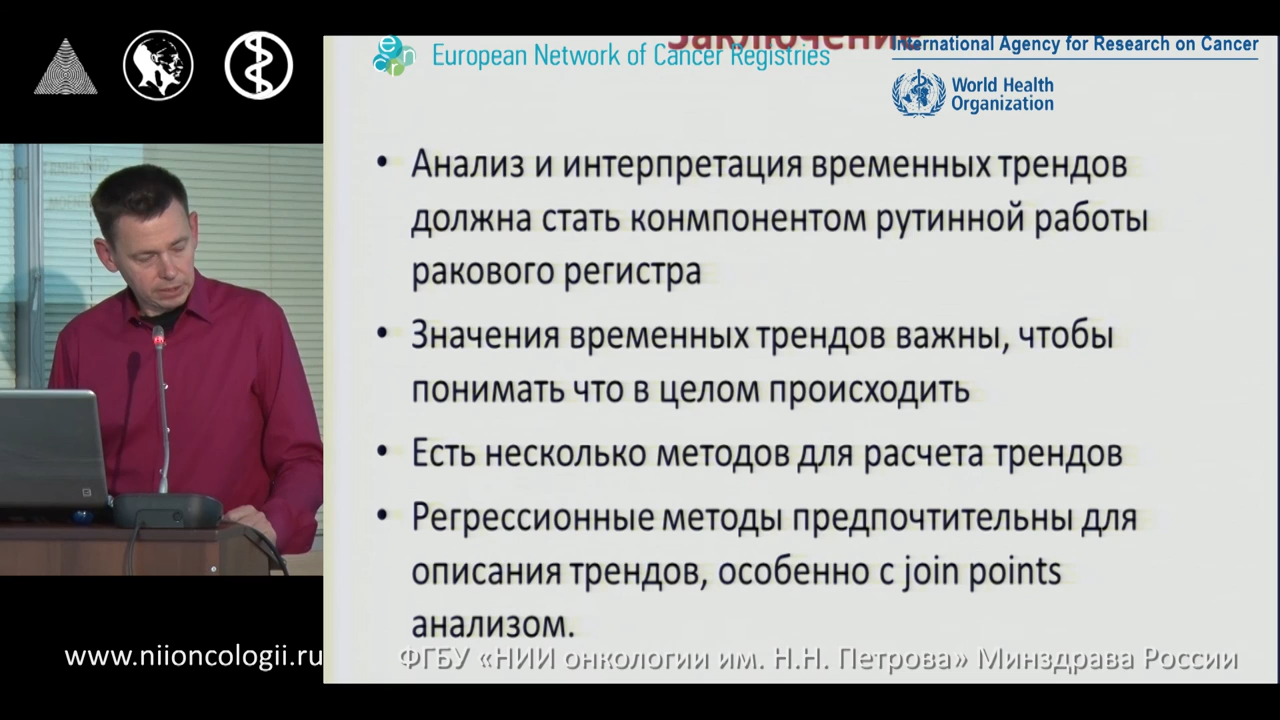 Заключение
European Network of Cancer Registries
International Agency for Research on Cancer
World Health
Organization
• Анализ и интерпретация временных трендов
должна стать конмпонентом рутинной работы
ракового регистра
• Значения временных трендов важны, чтобы
понимать что в целом происходить
• Есть несколько методов для расчета трендов
• Регрессионные методы предпочтительны для
описания трендов, особенно с join points
анализом.
www.niioncologii.ru
ФГБУ «НИИ онкологии им. Н.Н. Петрова» Минздрава России